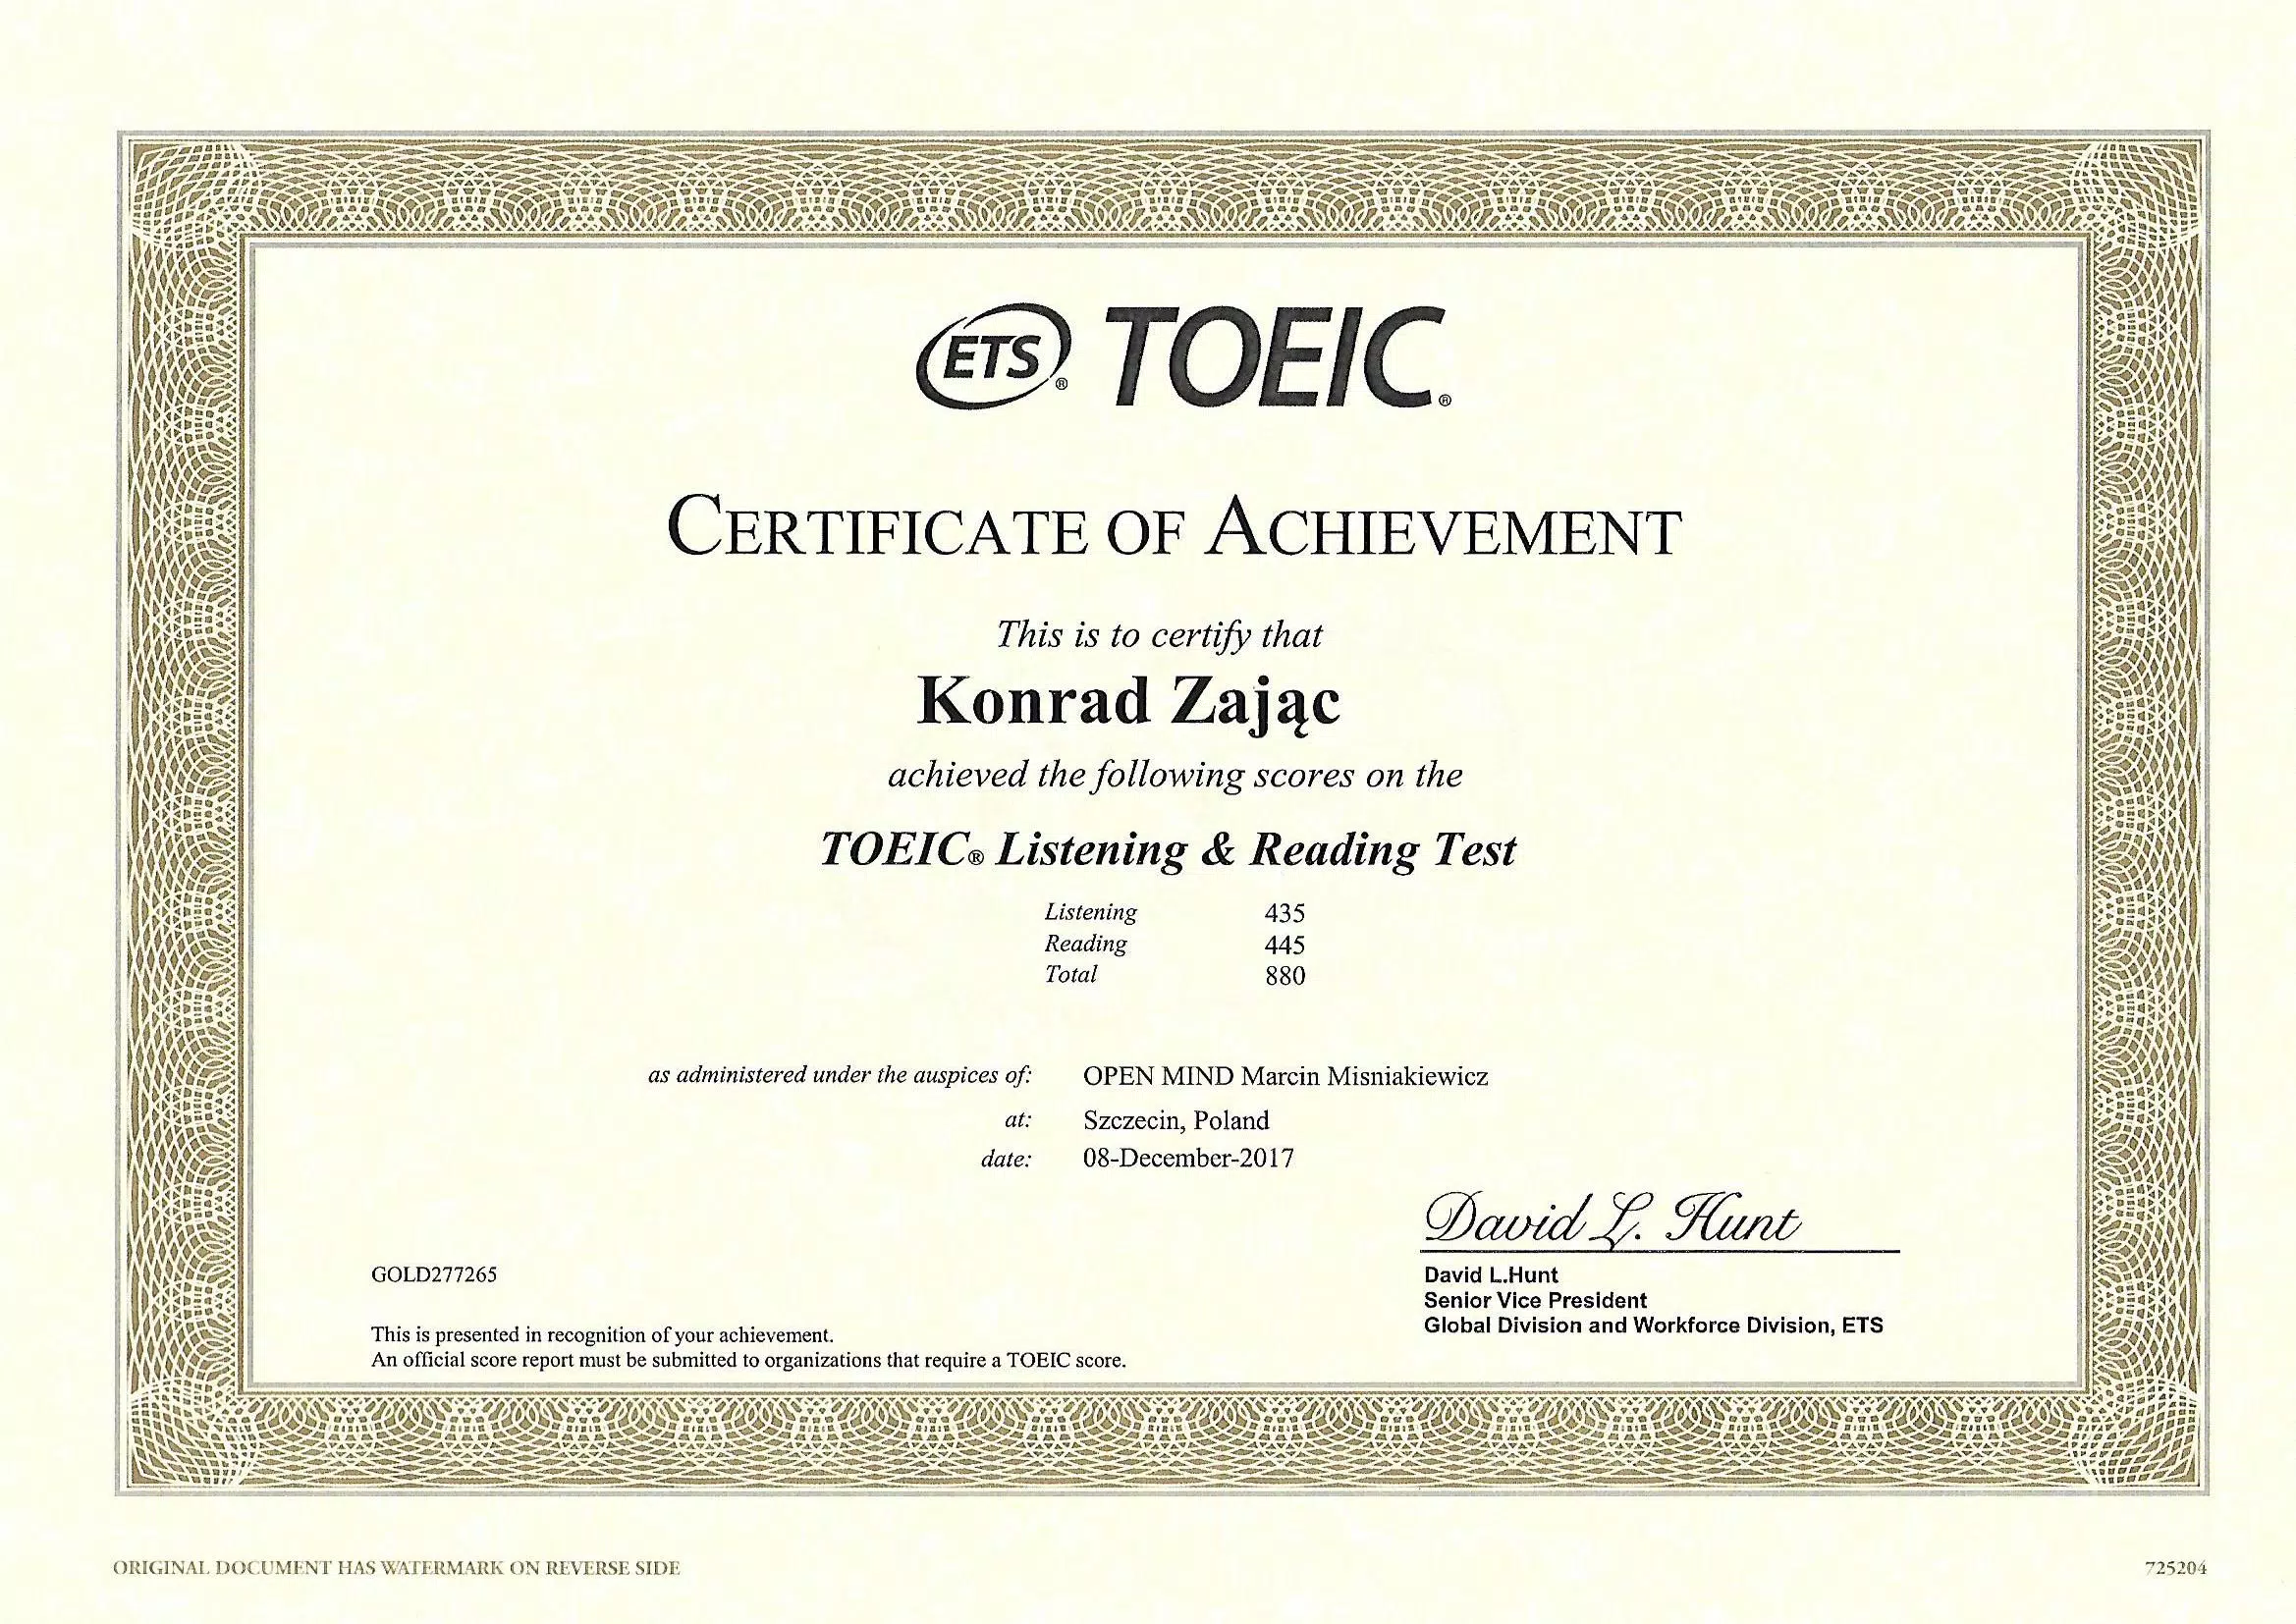 ETS® TOEIC®
CERTIFICATE OF ACHIEVEMENT
This is to certify that
Konrad Zając
achieved the following scores on the
TOEIC® Listening & Reading Test
Listening 435
Reading 445
Total 880
as administered under the auspices of: OPEN MIND Marcin Misniakiewicz
at: Szczecin, Poland
date: 08-December-2017
David L. Hunt
GOLD277265
David L.Hunt
Senior Vice President
Global Division and Workforce Division, ETS
This is presented in recognition of your achievement.
An official score report must be submitted to organizations that require a TOEIC score.
ORIGINAL DOCUMENT HAS WATERMARK ON REVERSE SIDE
725204